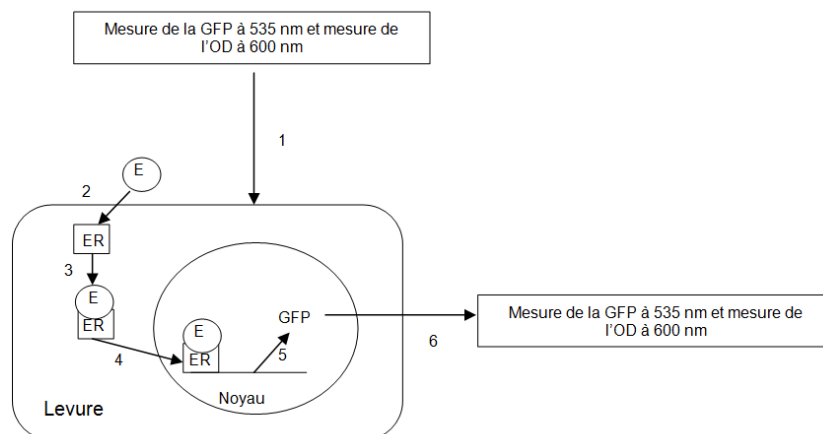 Mesure de la GFP à 535 nm et mesure de
l'OD à 600 nm
1
E
2
ER
3
E
ER
4
E
ER
5
GFP
6
Mesure de la GFP à 535 nm et mesure de
l'OD à 600 nm
Noyau
Levure